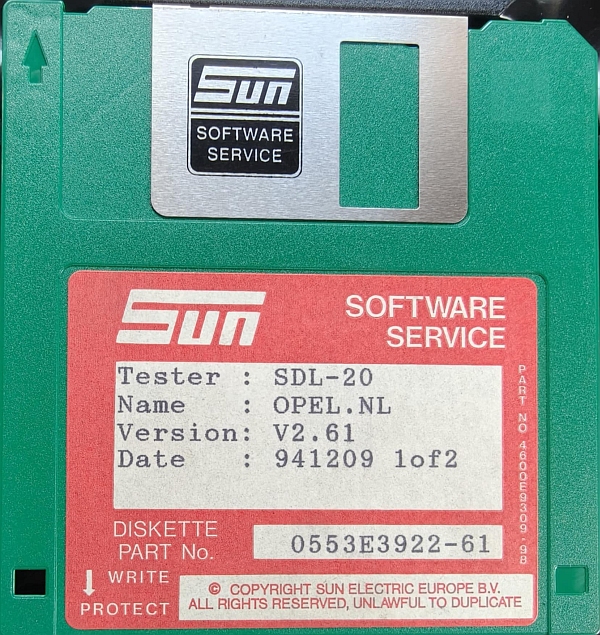 Sun
SOFTWARE
SERVICE
Sun
SOFTWARE
SERVICE
Tester : SDL-20
Name : OPEL.NL
Version: V2.61
Date : 941209 1of2
PART NO 4600E9309-98
DISKETTE
PART No.
0553E3922-61
WRITE
PROTECT
© COPYRIGHT SUN ELECTRIC EUROPE B.V.
ALL RIGHTS RESERVED, UNLAWFUL TO DUPLICATE